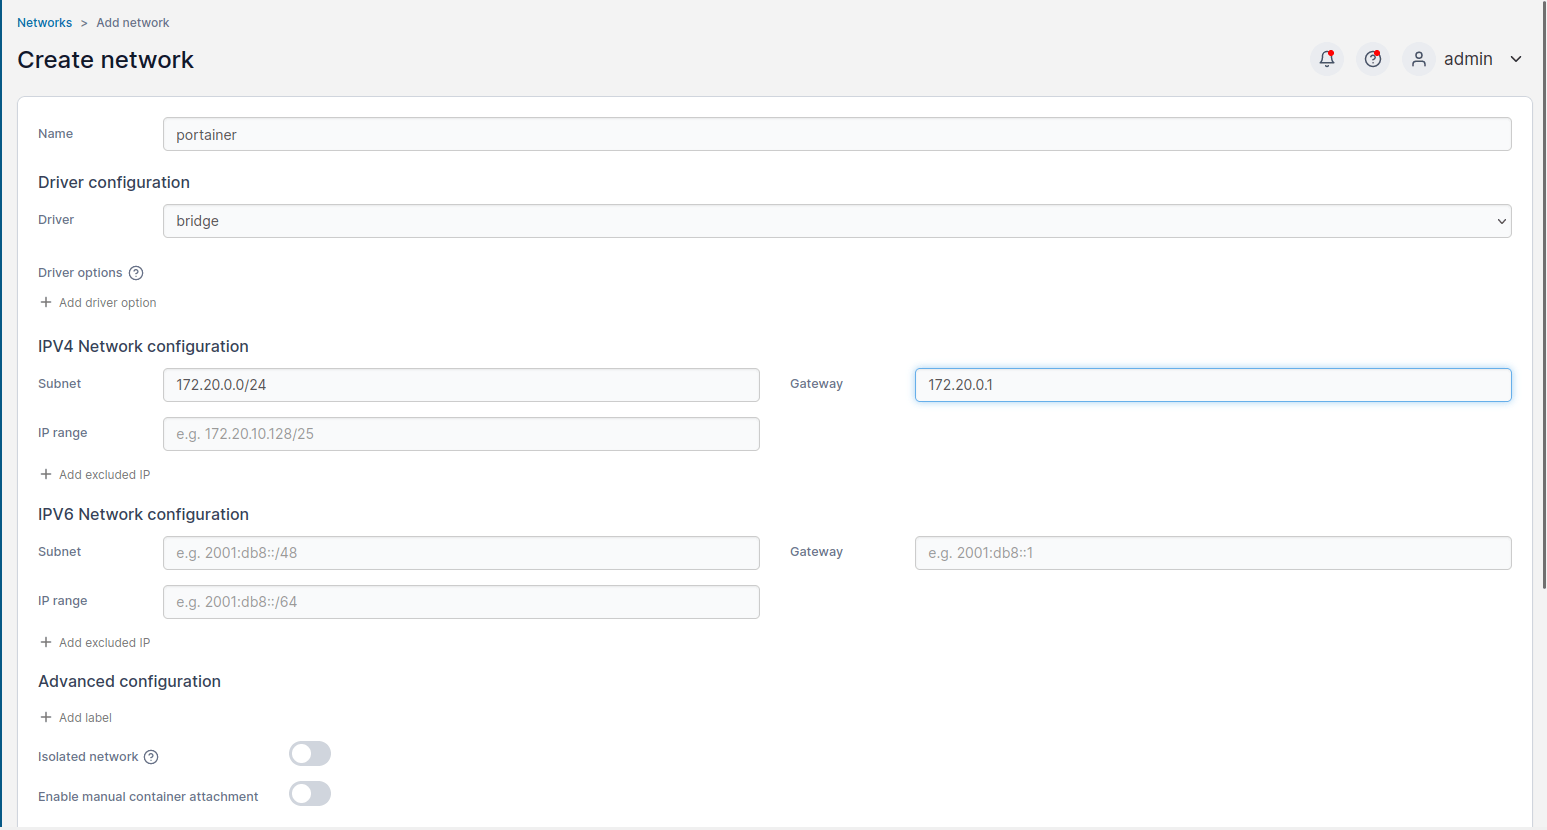 Networks > Add network
Create network
admin
Name portainer
Driver configuration
Driver bridge
Driver options
Add driver option
IPV4 Network configuration
Subnet 172.20.0.0/24 Gateway 172.20.0.1
IP range e.g. 172.20.10.128/25
Add excluded IP
IPV6 Network configuration
Subnet e.g. 2001:db8::/48 Gateway e.g. 2001:db8::1
IP range e.g. 2001:db8::/64
Add excluded IP
Advanced configuration
Add label
Isolated network
Enable manual container attachment